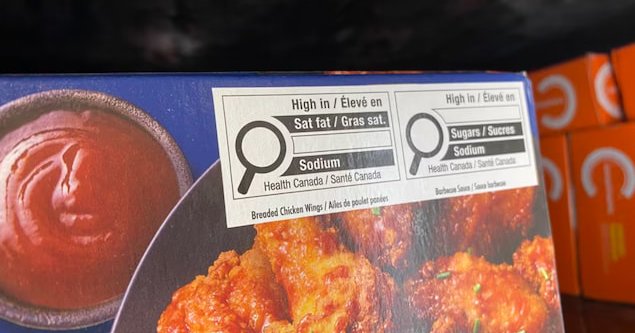 High in / Élevé en
Sat fat / Gras sat.
Sodium
Health Canada / Santé Canada
Breaded Chicken Wings / Ailes de poulet panées
High in / Élevé en
Sugars / Sucres
Sodium
Health Canada / Santé Canada
Barbecue Sauce / Sauce barbecue